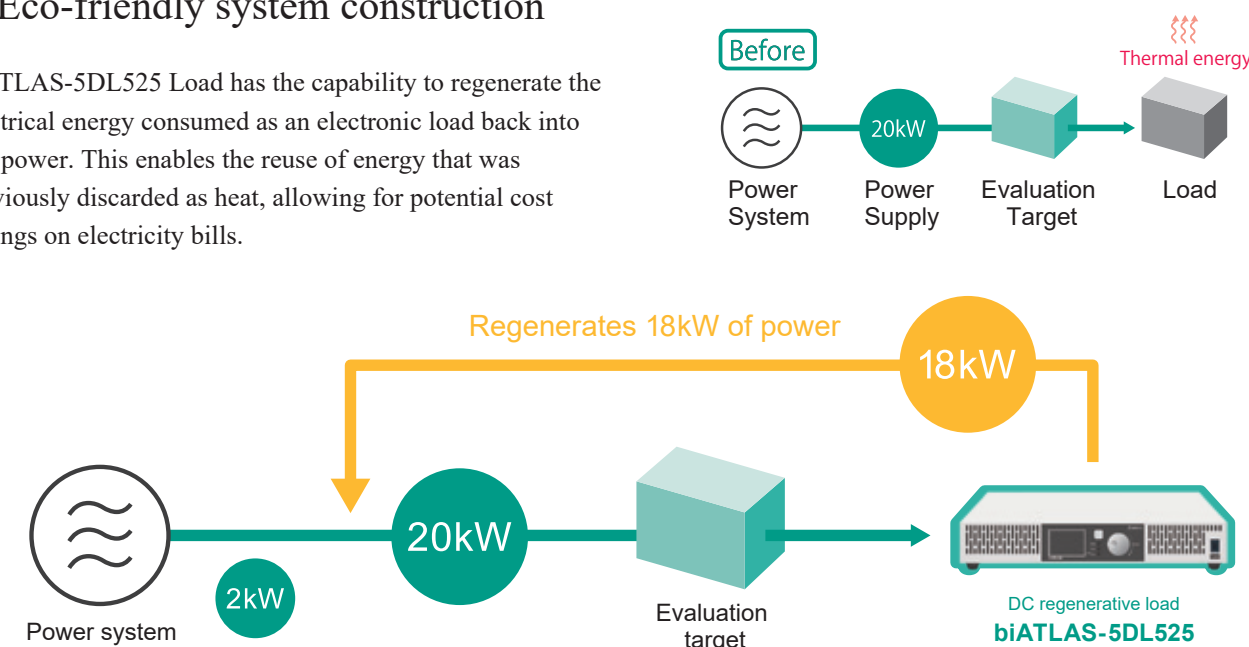 Eco-friendly system construction
TLAS-5DL525 Load has the capability to regenerate the
trical energy consumed as an electronic load back into
power. This enables the reuse of energy that was
iously discarded as heat, allowing for potential cost
ngs on electricity bills.
Before
Thermal energy
20kW
Power
System
Power
Supply
Evaluation
Target
Load
Regenerates 18kW of power
18kW
20kW
2kW
Power system
Evaluation
target
DC regenerative load
biATLAS-5DL525